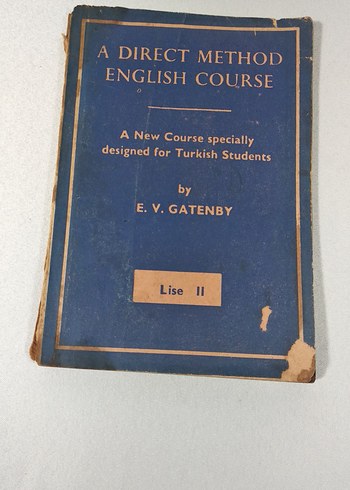 A DIRECT METHOD
ENGLISH COURSE
A New Course specially
designed for Turkish Students
by
E. V. GATENBY
Lise II